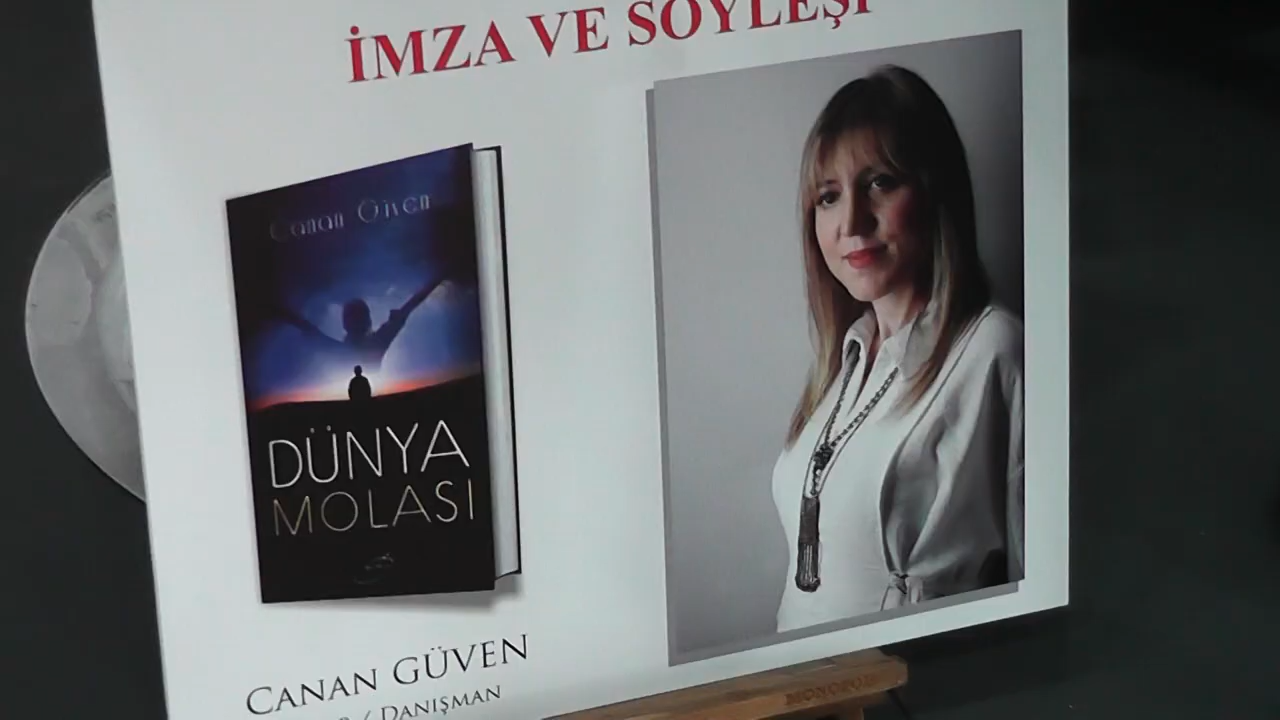 İMZA VE SÖYLEŞİ
Canan Güven
DÜNYA
MOLASI
CANAN GÜVEN
/ DANIŞMAN